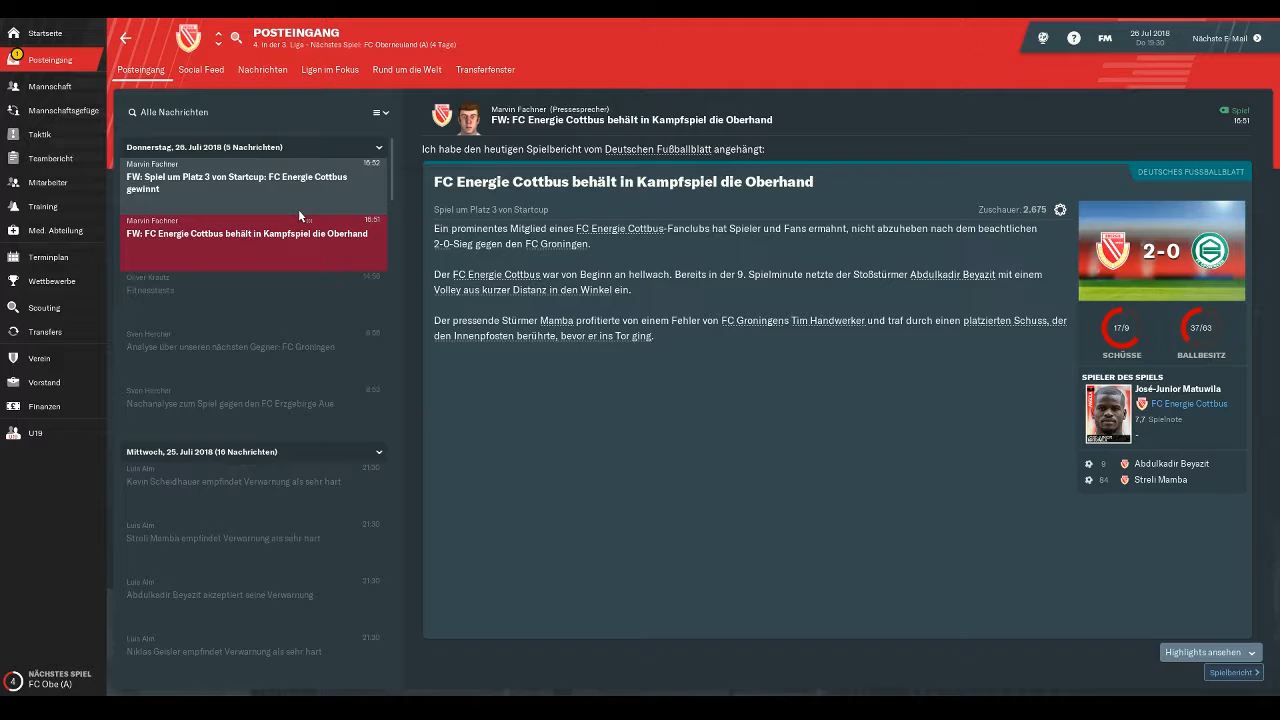 Startseite
1
Posteingang
Mannschaft
Mannschaftsgefüge
Taktik
Teambericht
Mitarbeiter
Training
Med. Abteilung
Terminplan
Wettbewerbe
Scouting
Transfers
Verein
Vorstand
Finanzen
U19
U19
4
NÄCHSTES SPIEL
FC Obe (A)
POSTEINGANG
4. in der 3. Liga - Nächstes Spiel: FC Oberneuland (A) (4 Tage)
?
FM
26 Jul 2018
Do 19:30
Nächste E-Mail
Posteingang
Social Feed
Nachrichten
Ligen im Fokus
Rund um die Welt
Transferfenster
Alle Nachrichten
Donnerstag, 26. Juli 2018 (5 Nachrichten)
Marvin Fachner
16:52
FW: Spiel um Platz 3 von Startcup: FC Energie Cottbus
gewinnt
Marvin Fachner
16:51
FW: FC Energie Cottbus behält in Kampfspiel die Oberhand
Oliver Krautz
14:58
Fitnesstests
Sven Hercher
Analyse über unseren nächsten Gegner: FC Groningen
Sven Hercher
Nachanalyse zum Spiel gegen den FC Erzgebirge Aue
Mittwoch, 25. Juli 2018 (16 Nachrichten)
Luis Alm
21:30
Kevin Scheidhauer empfindet Verwarnung als sehr hart
Luis Alm
21:30
Streli Mamba empfindet Verwarnung als sehr hart
Luis Alm
21:30
Abdulkadir Beyazit akzeptiert seine Verwarnung
Luis Alm
21:30
Niklas Geisler empfindet Verwarnung als sehr hart
Marvin Fachner (Pressesprecher)
FW: FC Energie Cottbus behält in Kampfspiel die Oberhand
Spiel
16:51
Ich habe den heutigen Spielbericht vom Deutschen Fußballblatt angehängt:
DEUTSCHES FUSSBALLBLATT
FC Energie Cottbus behält in Kampfspiel die Oberhand
Spiel um Platz 3 von Startcup
Zuschauer: 2.675
Ein prominentes Mitglied eines FC Energie Cottbus-Fanclubs hat Spieler und Fans ermahnt, nicht abzuheben nach dem beachtlichen
2-0-Sieg gegen den FC Groningen.
Der FC Energie Cottbus war von Beginn an hellwach. Bereits in der 9. Spielminute netzte der Stoßstürmer Abdulkadir Beyazit mit einem
Volley aus kurzer Distanz in den Winkel ein.
Der pressende Stürmer Mamba profitierte von einem Fehler von FC Groningens Tim Handwerker und traf durch einen platzierten Schuss, der
den Innenpfosten berührte, bevor er ins Tor ging.
2-0
17/9
SCHÜSSE
37/63
BALLBESITZ
SPIELER DES SPIELS
José-Junior Matuwila
FC Energie Cottbus
7,7 Spielnote
-
9 Abdulkadir Beyazit
84 Streli Mamba
Highlights ansehen
Spielbericht